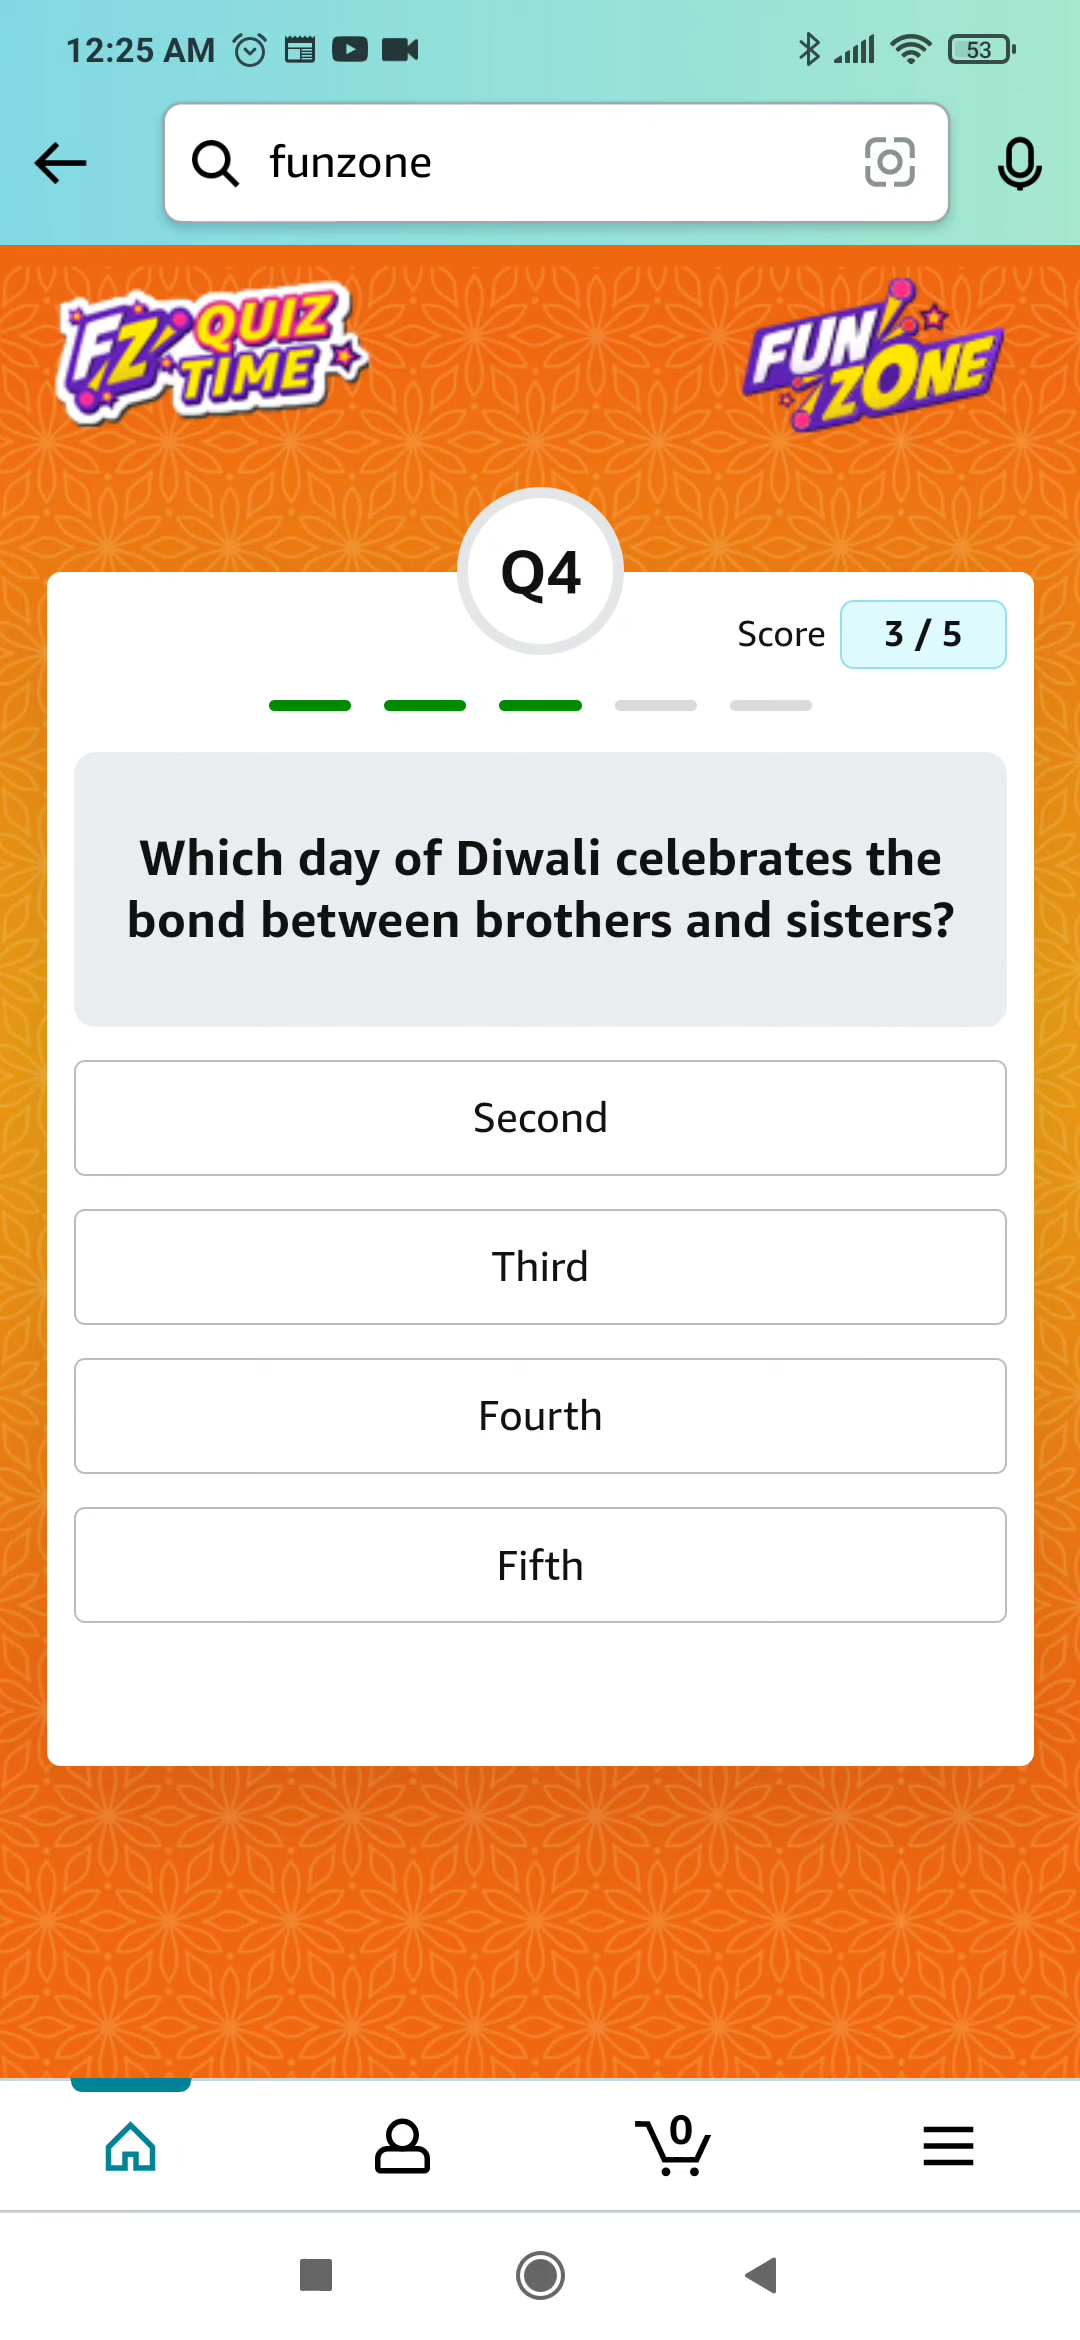 12:25 AM
53
funzone
FZ QUIZ
TIME
FUN
ZONE
Q4
Score 3 / 5
Which day of Diwali celebrates the
bond between brothers and sisters?
Second
Third
Fourth
Fifth
0